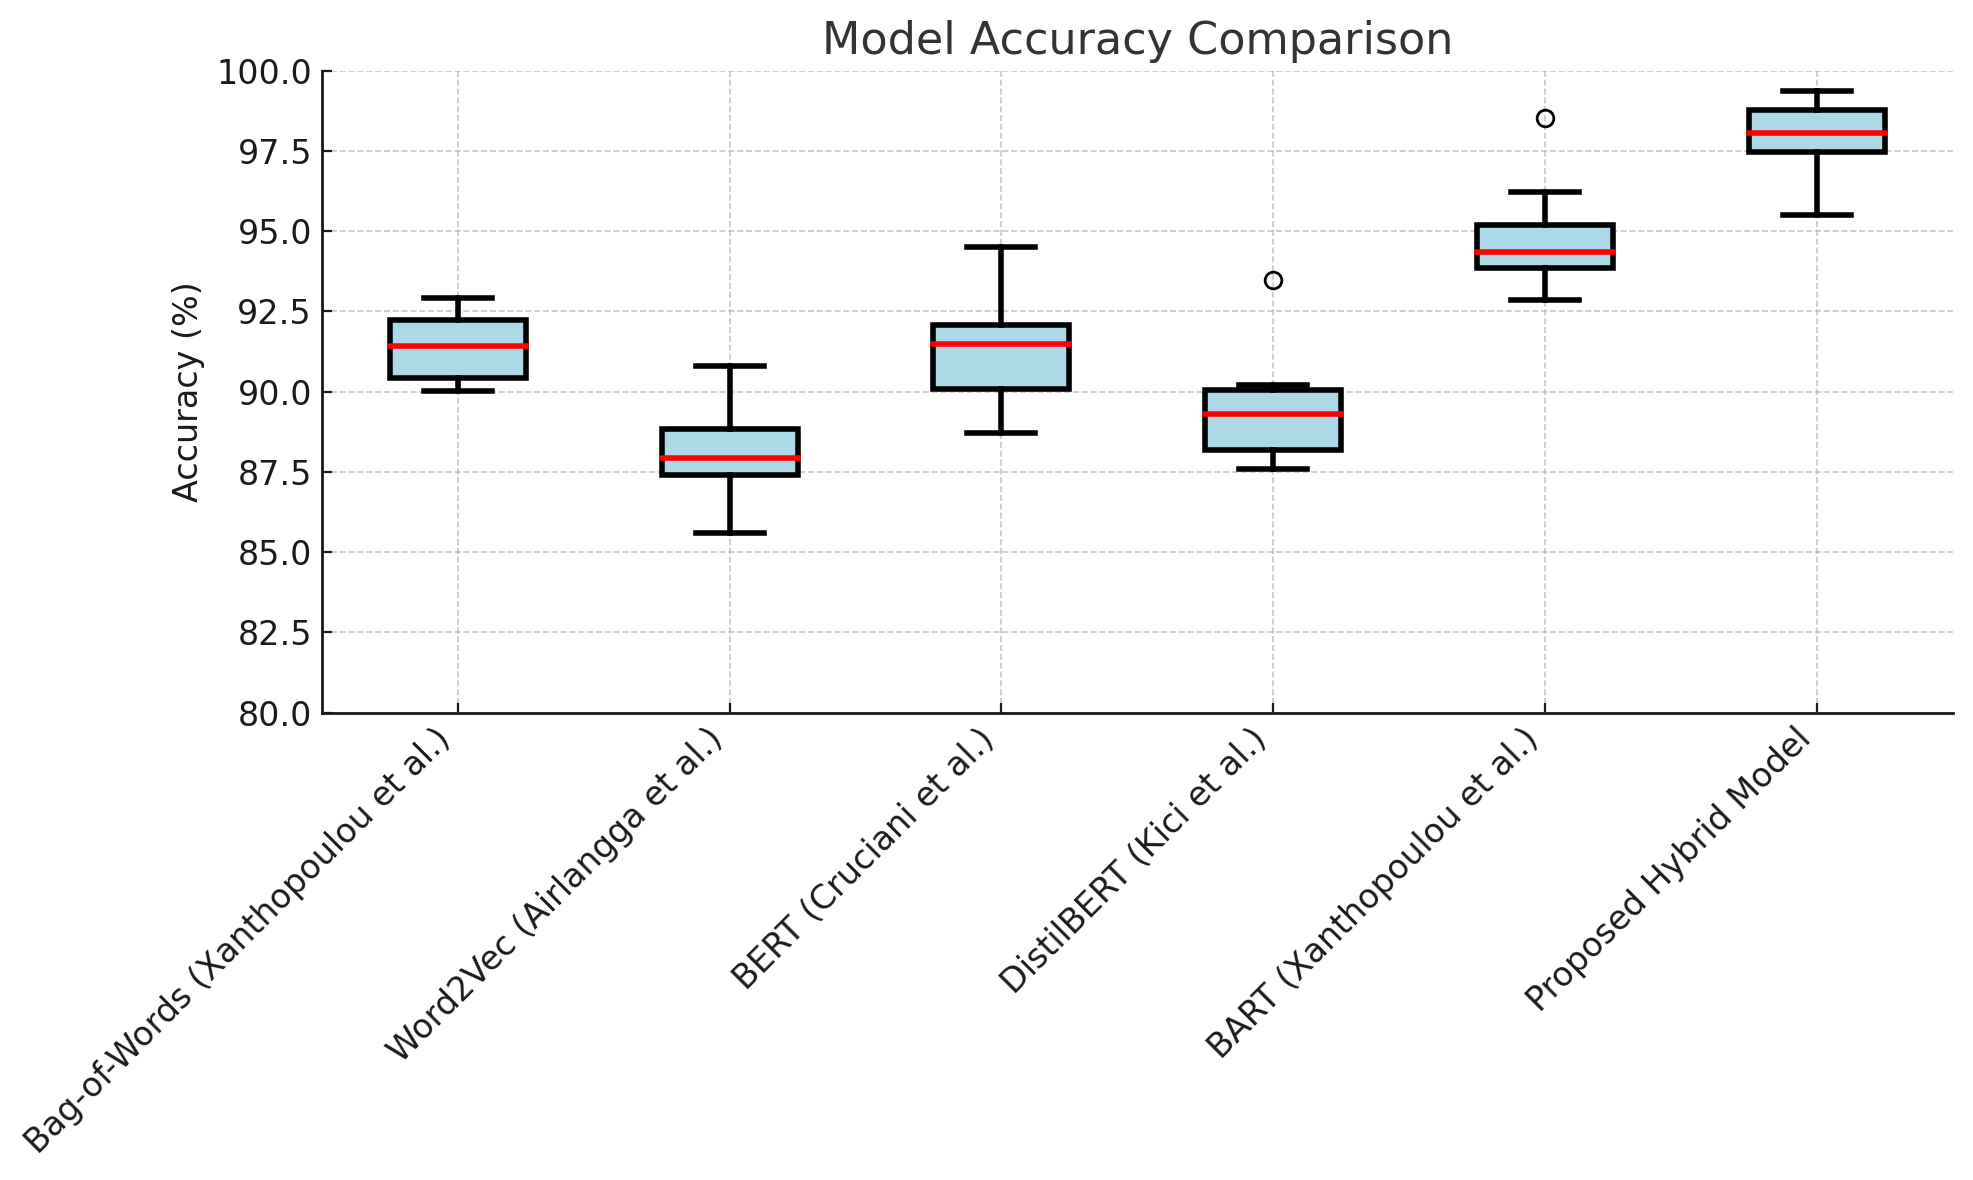 Model Accuracy Comparison
Accuracy (%)
100.0
97.5
95.0
92.5
90.0
87.5
85.0
82.5
80.0
Bag-of-Words (Xanthopoulou et al.)
Word2Vec (Airlangga et al.)
BERT (Cruciani et al.)
DistilBERT (Kici et al.)
BART (Xanthopoulou et al.)
Proposed Hybrid Model